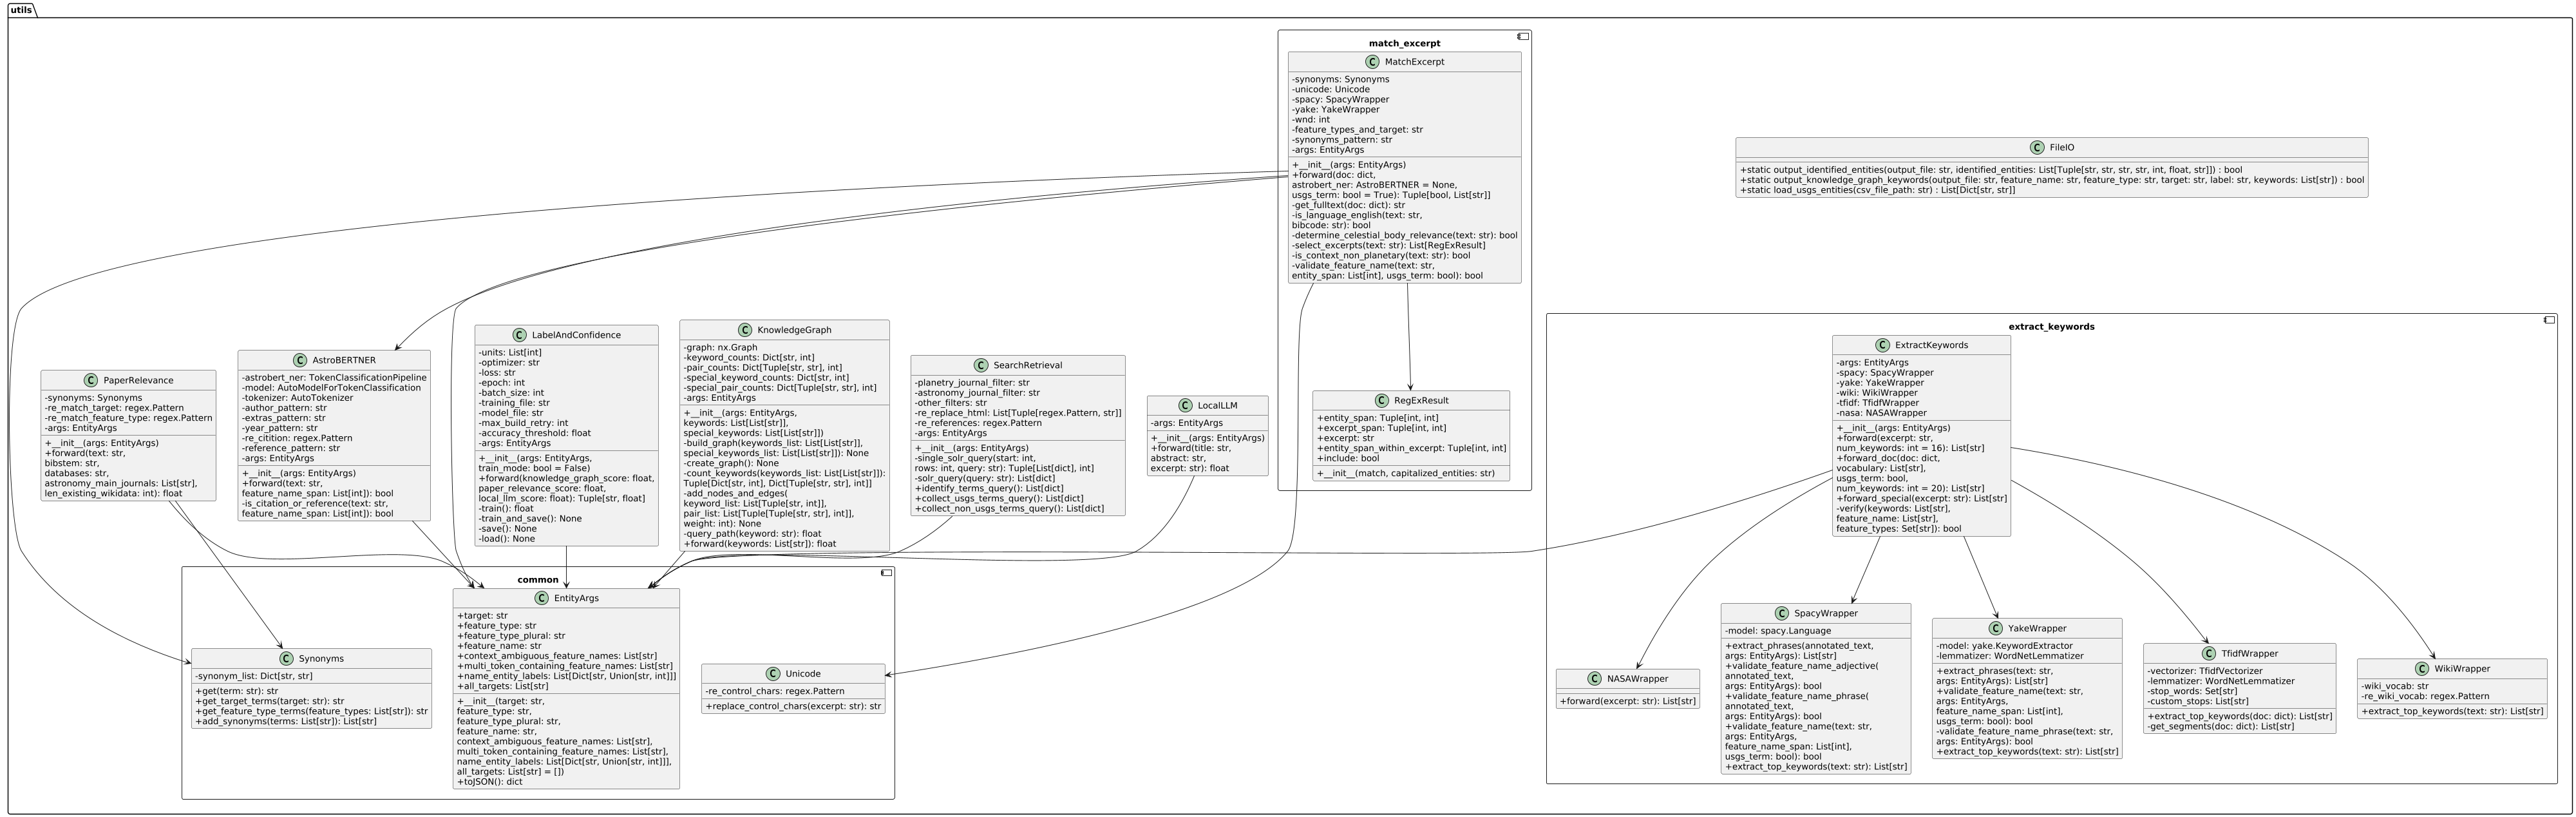 utils
match_excerpt
C MatchExcerpt
-synonyms: Synonyms
-unicode: Unicode
-spacy: SpacyWrapper
-yake: YakeWrapper
-wnd: int
-feature_types_and_target: str
-synonyms_pattern: str
-args: EntityArgs
+__init__(args: EntityArgs)
+forward(doc: dict,
astrobert_ner: AstroBERTNER = None,
usgs_term: bool = True): Tuple[bool, List[str]]
-get_fulltext(doc: dict): str
-is_language_english(text: str,
bibcode: str): bool
-determine_celestial_body_relevance(text: str): bool
-select_excerpts(text: str): List[RegExResult]
-is_context_non_planetary(text: str): bool
-validate_feature_name(text: str,
entity_span: List[int], usgs_term: bool): bool
C RegExResult
+entity_span: Tuple[int, int]
+excerpt_span: Tuple[int, int]
+excerpt: str
+entity_span_within_excerpt: Tuple[int, int]
+include: bool
+__init__(match, capitalized_entities: str)
C FileIO
+static output_identified_entities(output_file: str, identified_entities: List[Tuple[str, str, str, str, int, float, str]]) : bool
+static output_knowledge_graph_keywords(output_file: str, feature_name: str, feature_type: str, target: str, label: str, keywords: List[str]) : bool
+static load_usgs_entities(csv_file_path: str) : List[Dict[str, str]]
C PaperRelevance
-synonyms: Synonyms
-re_match_target: regex.Pattern
-re_match_feature_type: regex.Pattern
-args: EntityArgs
+__init__(args: EntityArgs)
+forward(text: str,
bibstem: str,
databases: str,
astronomy_main_journals: List[str],
len_existing_wikidata: int): float
C AstroBERTNER
-astrobert_ner: TokenClassificationPipeline
-model: AutoModelForTokenClassification
-tokenizer: AutoTokenizer
-author_pattern: str
-extras_pattern: str
-year_pattern: str
-re_citition: regex.Pattern
-reference_pattern: str
-args: EntityArgs
+__init__(args: EntityArgs)
+forward(text: str,
feature_name_span: List[int]): bool
-is_citation_or_reference(text: str,
feature_name_span: List[int]): bool
C LabelAndConfidence
-units: List[int]
-optimizer: str
-loss: str
-epoch: int
-batch_size: int
-training_file: str
-model_file: str
-max_build_retry: int
-accuracy_threshold: float
-args: EntityArgs
+__init__(args: EntityArgs,
train_mode: bool = False)
+forward(knowledge_graph_score: float,
paper_relevance_score: float,
local_llm_score: float): Tuple[str, float]
-train(): float
-train_and_save(): None
-save(): None
-load(): None
C KnowledgeGraph
-graph: nx.Graph
-keyword_counts: Dict[str, int]
-pair_counts: Dict[Tuple[str, str], int]
-special_keyword_counts: Dict[str, int]
-special_pair_counts: Dict[Tuple[str, str], int]
-args: EntityArgs
+__init__(args: EntityArgs,
keywords: List[List[str]],
special_keywords: List[List[str]])
-build_graph(keywords_list: List[List[str]],
special_keywords_list: List[List[str]]): None
-create_graph(): None
-count_keywords(keywords_list: List[List[str]]):
Tuple[Dict[str, int], Dict[Tuple[str, str], int]]
-add_nodes_and_edges(
keyword_list: List[Tuple[str, int]],
pair_list: List[Tuple[Tuple[str, str], int]],
weight: int): None
-query_path(keyword: str): float
+forward(keywords: List[str]): float
C SearchRetrieval
-planetry_journal_filter: str
-astronomy_journal_filter: str
-other_filters: str
-re_replace_html: List[Tuple[regex.Pattern, str]]
-re_references: regex.Pattern
-args: EntityArgs
+__init__(args: EntityArgs)
-single_solr_query(start: int,
rows: int, query: str): Tuple[List[dict], int]
-solr_query(query: str): List[dict]
+identify_terms_query(): List[dict]
+collect_usgs_terms_query(): List[dict]
+collect_non_usgs_terms_query(): List[dict]
C LocalLLM
-args: EntityArgs
+__init__(args: EntityArgs)
+forward(title: str,
abstract: str,
excerpt: str): float
extract_keywords
C ExtractKeywords
-args: EntityArgs
-spacy: SpacyWrapper
-yake: YakeWrapper
-wiki: WikiWrapper
-tfidf: TfidfWrapper
-nasa: NASAWrapper
+__init__(args: EntityArgs)
+forward(excerpt: str,
num_keywords: int = 16): List[str]
+forward_doc(doc: dict,
vocabulary: List[str],
usgs_term: bool,
num_keywords: int = 20): List[str]
+forward_special(excerpt: str): List[str]
-verify(keywords: List[str],
feature_name: List[str],
feature_types: Set[str]): bool
C NASAWrapper
+forward(excerpt: str): List[str]
C SpacyWrapper
-model: spacy.Language
+extract_phrases(annotated_text,
args: EntityArgs): List[str]
+validate_feature_name_adjective(
annotated_text,
args: EntityArgs): bool
+validate_feature_name_phrase(
annotated_text,
args: EntityArgs): bool
+validate_feature_name(text: str,
args: EntityArgs,
feature_name_span: List[int],
usgs_term: bool): bool
+extract_top_keywords(text: str): List[str]
C YakeWrapper
-model: yake.KeywordExtractor
-lemmatizer: WordNetLemmatizer
+extract_phrases(text: str,
args: EntityArgs): List[str]
+validate_feature_name(text: str,
args: EntityArgs,
feature_name_span: List[int],
usgs_term: bool): bool
-validate_feature_name_phrase(text: str,
args: EntityArgs): bool
+extract_top_keywords(text: str): List[str]
C TfidfWrapper
-vectorizer: TfidfVectorizer
-lemmatizer: WordNetLemmatizer
-stop_words: Set[str]
-custom_stops: List[str]
+extract_top_keywords(doc: dict): List[str]
-get_segments(doc: dict): List[str]
C WikiWrapper
-wiki_vocab: str
-re_wiki_vocab: regex.Pattern
+extract_top_keywords(text: str): List[str]
common
C Synonyms
-synonym_list: Dict[str, str]
+get(term: str): str
+get_target_terms(target: str): str
+get_feature_type_terms(feature_types: List[str]): str
+add_synonyms(terms: List[str]): List[str]
C EntityArgs
+target: str
+feature_type: str
+feature_type_plural: str
+feature_name: str
+context_ambiguous_feature_names: List[str]
+multi_token_containing_feature_names: List[str]
+name_entity_labels: List[Dict[str, Union[str, int]]]
+all_targets: List[str]
+__init__(target: str,
feature_type: str,
feature_type_plural: str,
feature_name: str,
context_ambiguous_feature_names: List[str],
multi_token_containing_feature_names: List[str],
name_entity_labels: List[Dict[str, Union[str, int]]],
all_targets: List[str] = [])
+toJSON(): dict
C Unicode
-re_control_chars: regex.Pattern
+replace_control_chars(excerpt: str): str